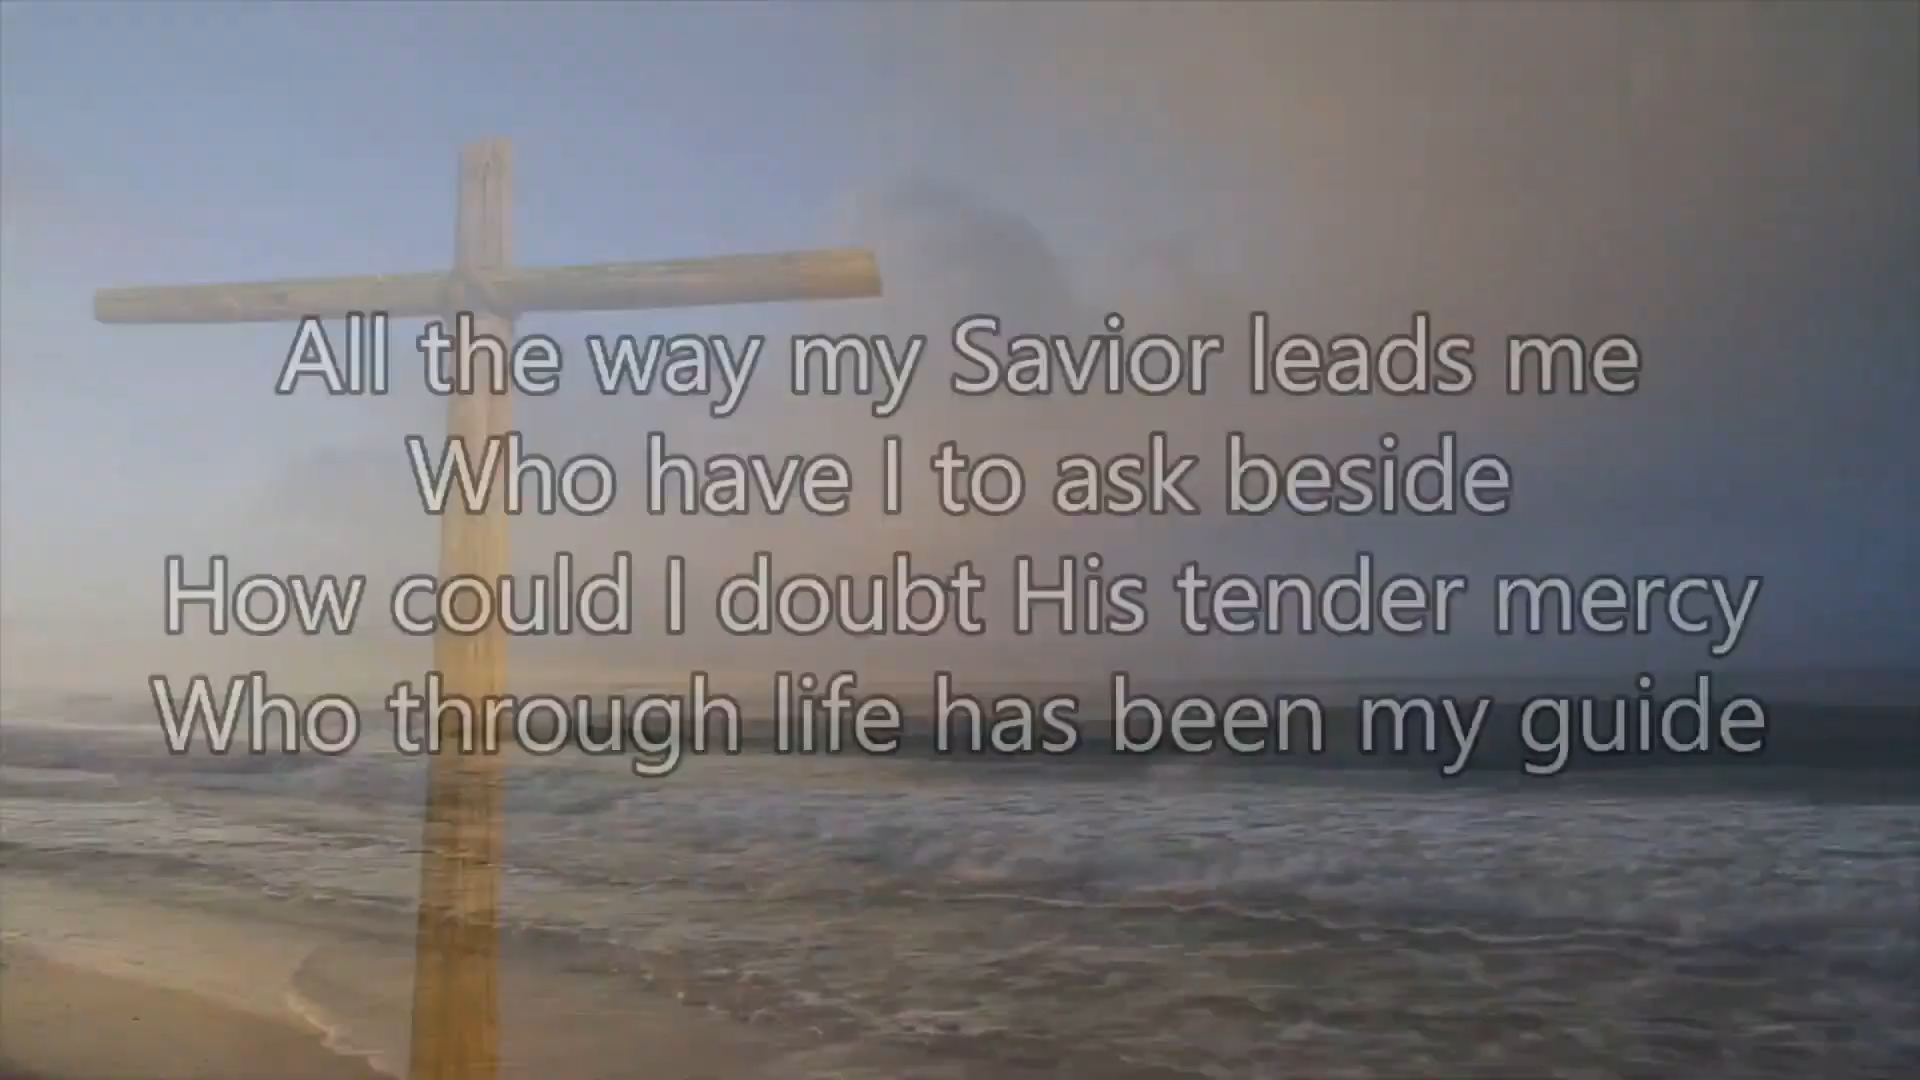 All the way my Savior leads me
Who have I to ask beside
How could I doubt His tender mercy
Who through life has been my guide